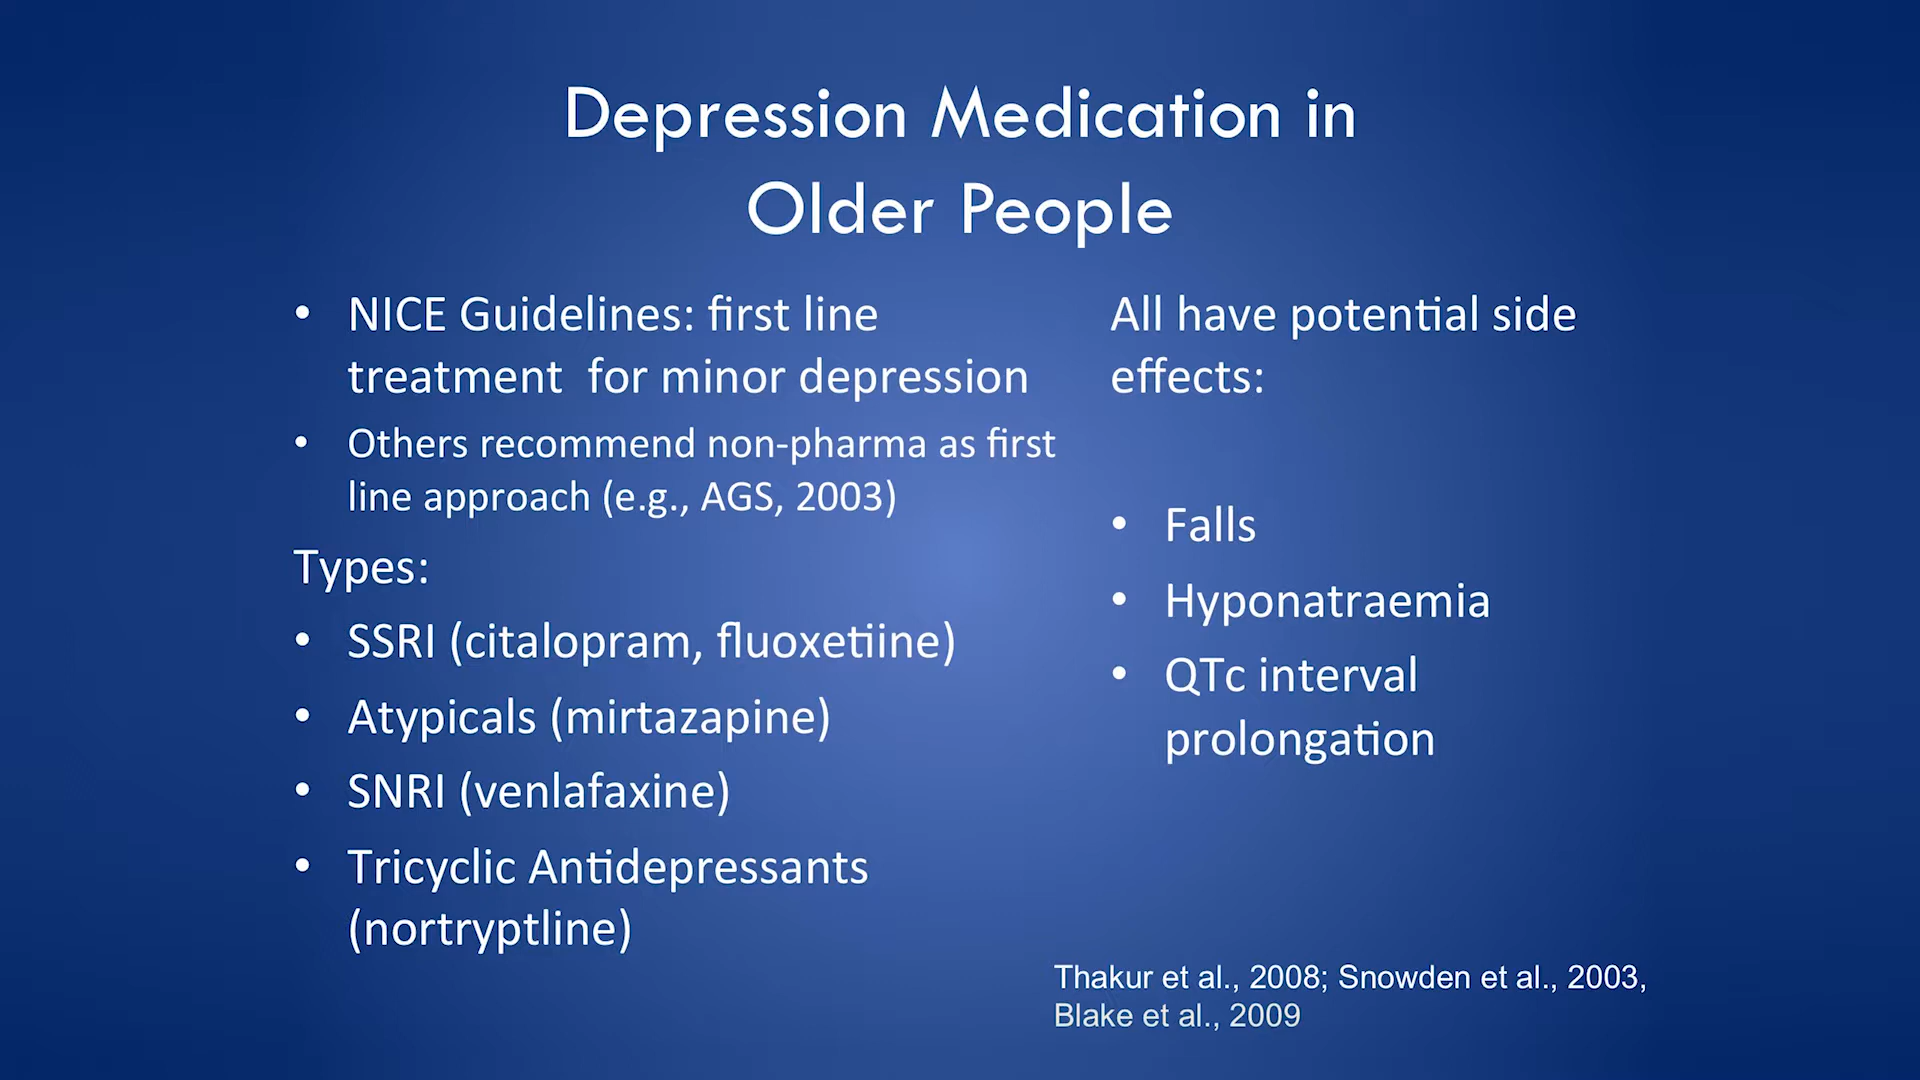 Depression Medication in
Older People
• NICE Guidelines: first line
treatment for minor depression
• Others recommend non-pharma as first
line approach (e.g., AGS, 2003)
Types:
• SSRI (citalopram, fluoxetiine)
• Atypicals (mirtazapine)
• SNRI (venlafaxine)
• Tricyclic Antidepressants
(nortryptline)
All have potential side
effects:
• Falls
• Hyponatraemia
• QTc interval
prolongation
Thakur et al., 2008; Snowden et al., 2003,
Blake et al., 2009